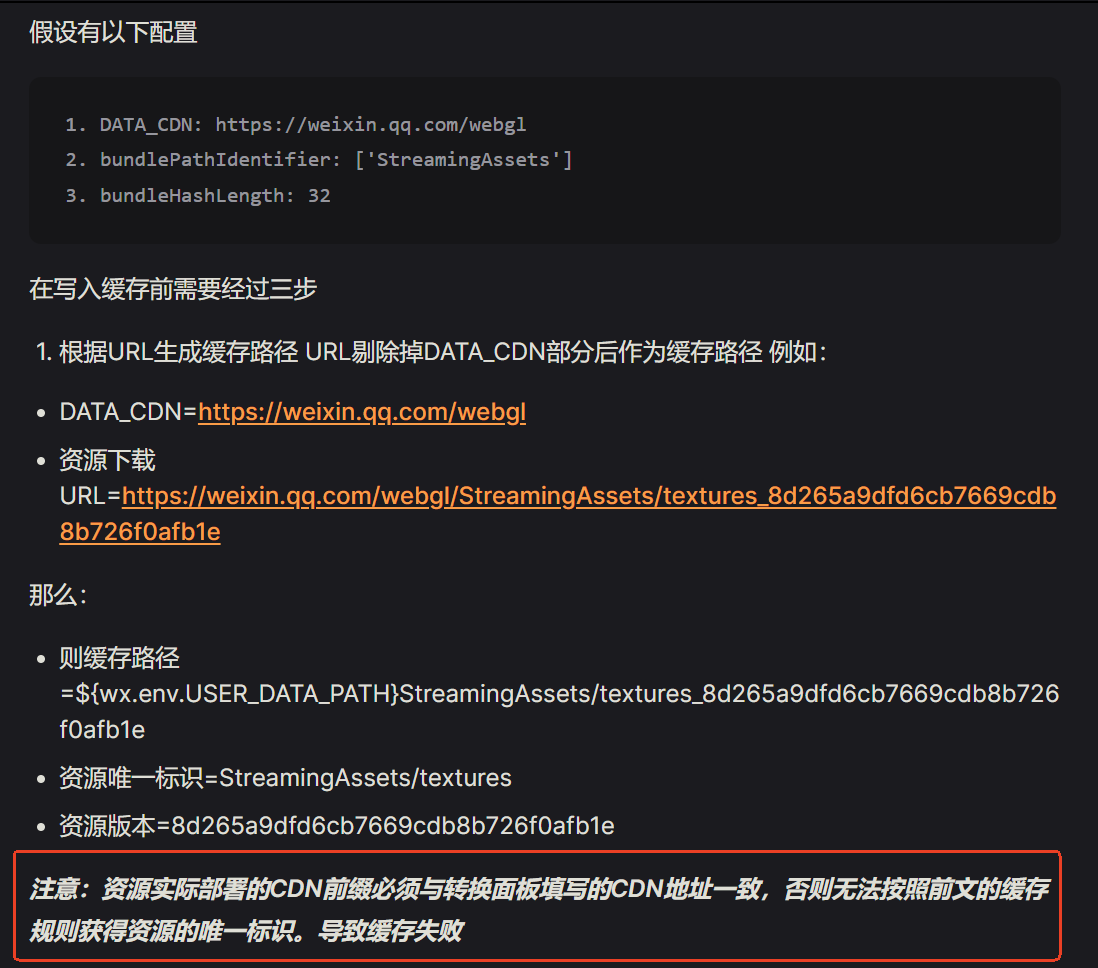 假设有以下配置
1. DATA_CDN: https://weixin.qq.com/webgl
2. bundlePathIdentifier: ['StreamingAssets']
3. bundleHashLength: 32
在写入缓存前需要经过三步
1. 根据URL生成缓存路径 URL剔除掉DATA_CDN部分后作为缓存路径 例如：
• DATA_CDN=https://weixin.qq.com/webgl
• 资源下载
URL=https://weixin.qq.com/webgl/StreamingAssets/textures_8d265a9dfd6cb7669cdb
8b726f0afb1e
那么：
• 则缓存路径
=${wx.env.USER_DATA_PATH}StreamingAssets/textures_8d265a9dfd6cb7669cdb8b726
f0afb1e
• 资源唯一标识=StreamingAssets/textures
• 资源版本=8d265a9dfd6cb7669cdb8b726f0afb1e
注意：资源实际部署的CDN前缀必须与转换面板填写的CDN地址一致，否则无法按照前文的缓存
规则获得资源的唯一标识。导致缓存失败